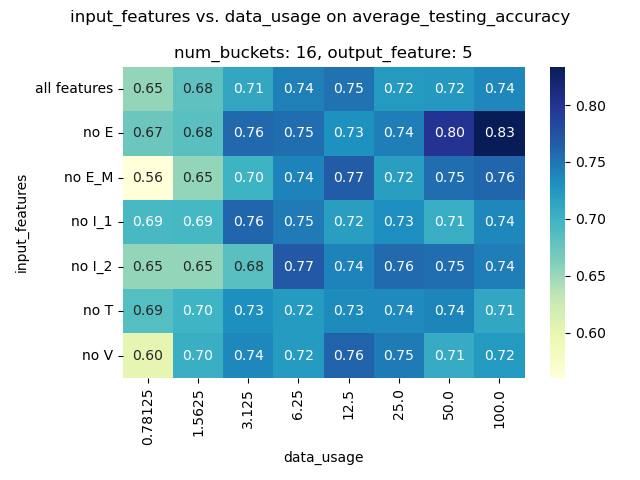 input_features vs. data_usage on average_testing_accuracy
num_buckets: 16, output_feature: 5
input_features
all features 0.65 0.68 0.71 0.74 0.75 0.72 0.72 0.74
no E 0.67 0.68 0.76 0.75 0.73 0.74 0.80 0.83
no E_M 0.56 0.65 0.70 0.74 0.77 0.72 0.75 0.76
no I_1 0.69 0.69 0.76 0.75 0.72 0.73 0.71 0.74
no I_2 0.65 0.65 0.68 0.77 0.74 0.76 0.75 0.74
no T 0.69 0.70 0.73 0.72 0.73 0.74 0.74 0.71
no V 0.60 0.70 0.74 0.72 0.76 0.75 0.71 0.72
0.78125 1.5625 3.125 6.25 12.5 25.0 50.0 100.0
data_usage
0.80
0.75
0.70
0.65
0.60